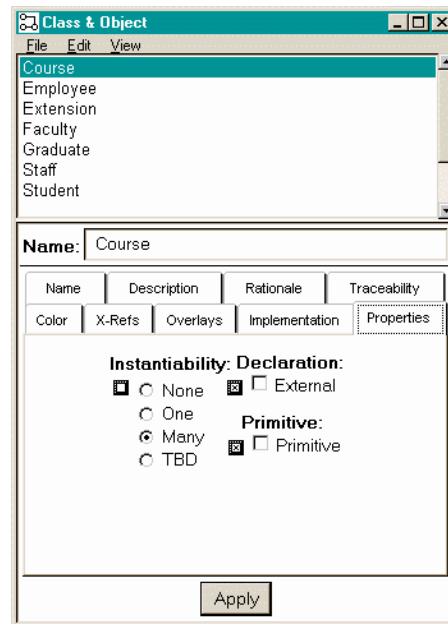 Class & Object
File Edit View
Course
Employee
Extension
Faculty
Graduate
Staff
Student
Name: Course
Name Description Rationale Traceability
Color X-Refs Overlays Implementation Properties
Instantiability: Declaration:
None External
One
Primitive:
Many Primitive
TBD
Apply